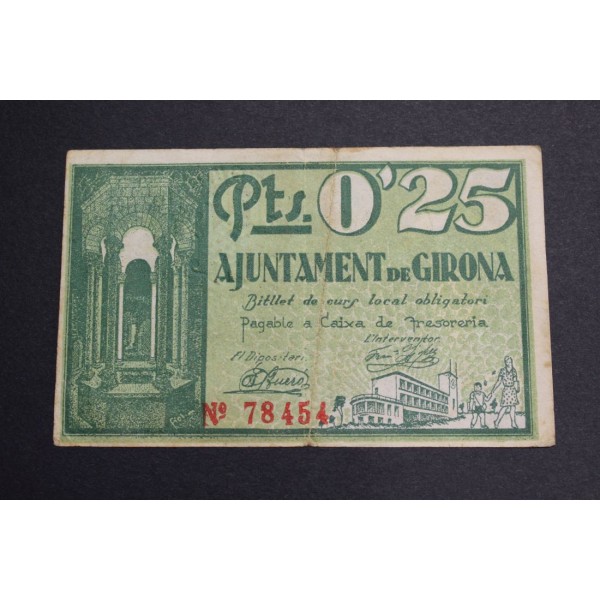 Pts. 0'25
AJUNTAMENT DE GIRONA
Bitllet de curs local obligatori
Pagable a Caixa de Tresoreria
L'Interventor,
El Dipositari,
Nº 78454